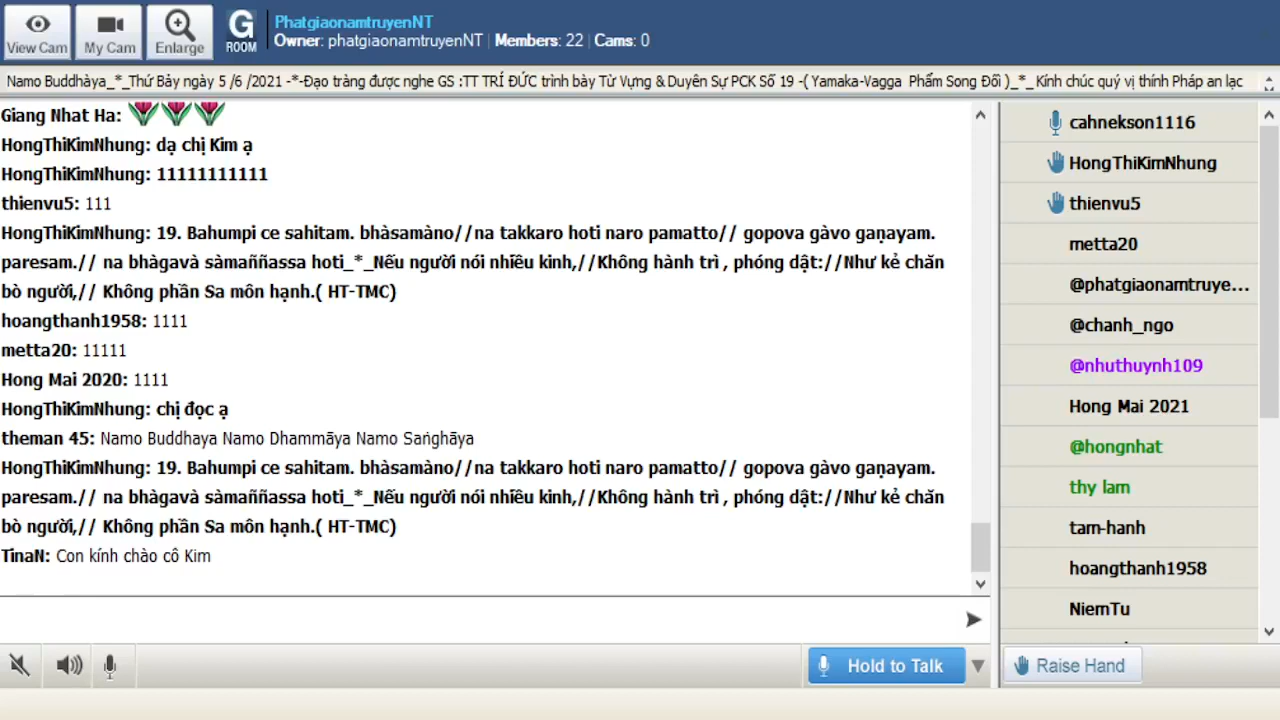 View Cam
My Cam
Enlarge
G
ROOM
PhatgiaonamtruyenNT
Owner: phatgiaonamtruyenNT | Members: 22 | Cams: 0
Namo Buddhàya_*_Thứ Bảy ngày 5 /6 /2021 -*-Đạo tràng được nghe GS :TT TRÍ ĐỨC trình bày Từ Vựng & Duyên Sự PCK Số 19 -( Yamaka-Vagga Phẩm Song Đối )_*_Kính chúc quý vị thính Pháp an lạc
Giang Nhat Ha:
HongThiKimNhung: dạ chị Kim ạ
HongThiKimNhung: 11111111111
thienvu5: 111
HongThiKimNhung: 19. Bahumpi ce sahitam. bhàsamàno//na takkaro hoti naro pamatto// gopova gàvo gaṇayam.
paresam.// na bhàgavà sàmaññassa hoti_*_Nếu người nói nhiều kinh,//Không hành trì , phóng dật://Như kẻ chăn
bò người,// Không phần Sa môn hạnh.( HT-TMC)
hoangthanh1958: 1111
metta20: 11111
Hong Mai 2020: 1111
HongThiKimNhung: chị đọc ạ
theman 45: Namo Buddhaya Namo Dhammāya Namo Saṅghāya
HongThiKimNhung: 19. Bahumpi ce sahitam. bhàsamàno//na takkaro hoti naro pamatto// gopova gàvo gaṇayam.
paresam.// na bhàgavà sàmaññassa hoti_*_Nếu người nói nhiều kinh,//Không hành trì , phóng dật://Như kẻ chăn
bò người,// Không phần Sa môn hạnh.( HT-TMC)
TinaN: Con kính chào cô Kim
cahnekson1116
HongThiKimNhung
thienvu5
metta20
@phatgiaonamtruye...
@chanh_ngo
@nhuthuynh109
Hong Mai 2021
@hongnhat
thy lam
tam-hanh
hoangthanh1958
NiemTu
Hold to Talk
Raise Hand